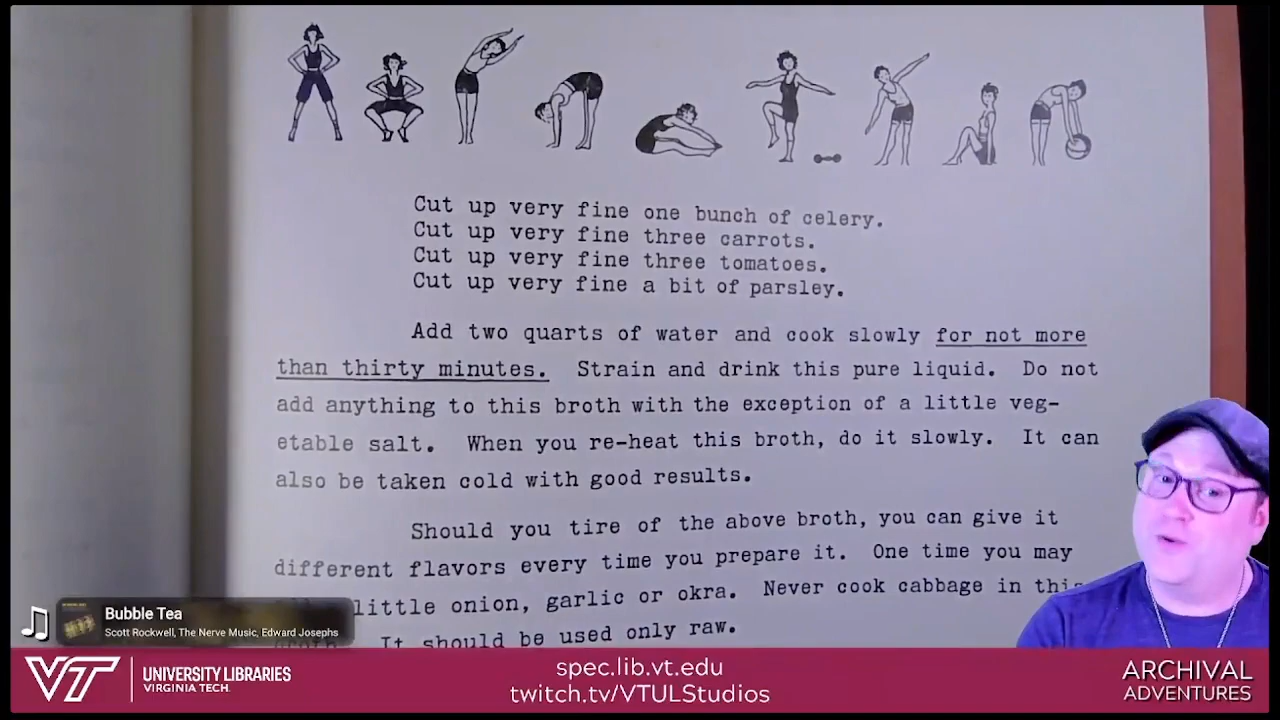 Cut up very fine one bunch of celery.
Cut up very fine three carrots.
Cut up very fine three tomatoes.
Cut up very fine a bit of parsley.
Add two quarts of water and cook slowly for not more
than thirty minutes. Strain and drink this pure liquid. Do not
add anything to this broth with the exception of a little veg-
etable salt. When you re-heat this broth, do it slowly. It can
also be taken cold with good results.
Should you tire of the above broth, you can give it
different flavors every time you prepare it. One time you may
little onion, garlic or okra. Never cook cabbage in this
It should be used only raw.
Bubble Tea
Scott Rockwell, The Nerve Music, Edward Josephs
VT
UNIVERSITY LIBRARIES
VIRGINIA TECH.
spec.lib.vt.edu
twitch.tv/VTULStudios
ARCHIVAL
ADVENTURES